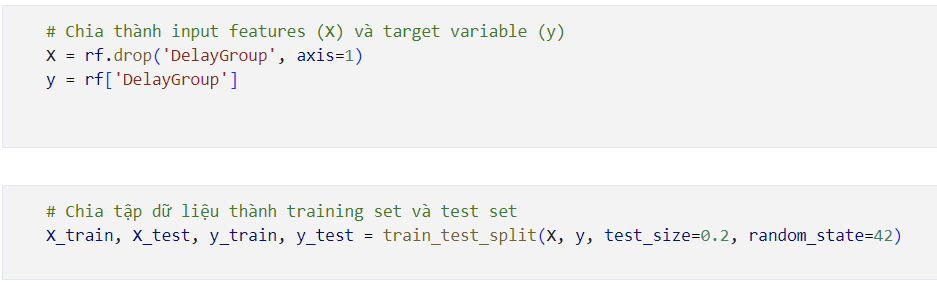 # Chia thành input features (X) và target variable (y)
X = rf.drop('DelayGroup', axis=1)
y = rf['DelayGroup']
# Chia tập dữ liệu thành training set và test set
X_train, X_test, y_train, y_test = train_test_split(X, y, test_size=0.2, random_state=42)